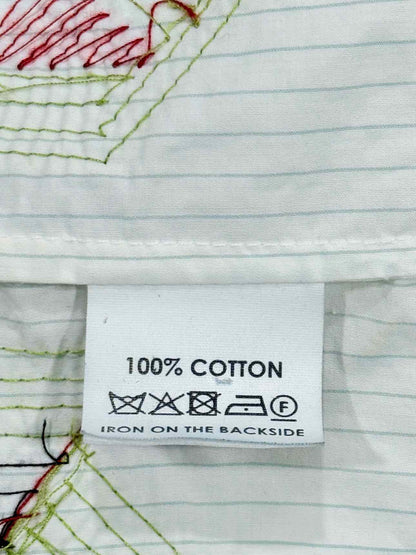 100% COTTON
F
IRON ON THE BACKSIDE